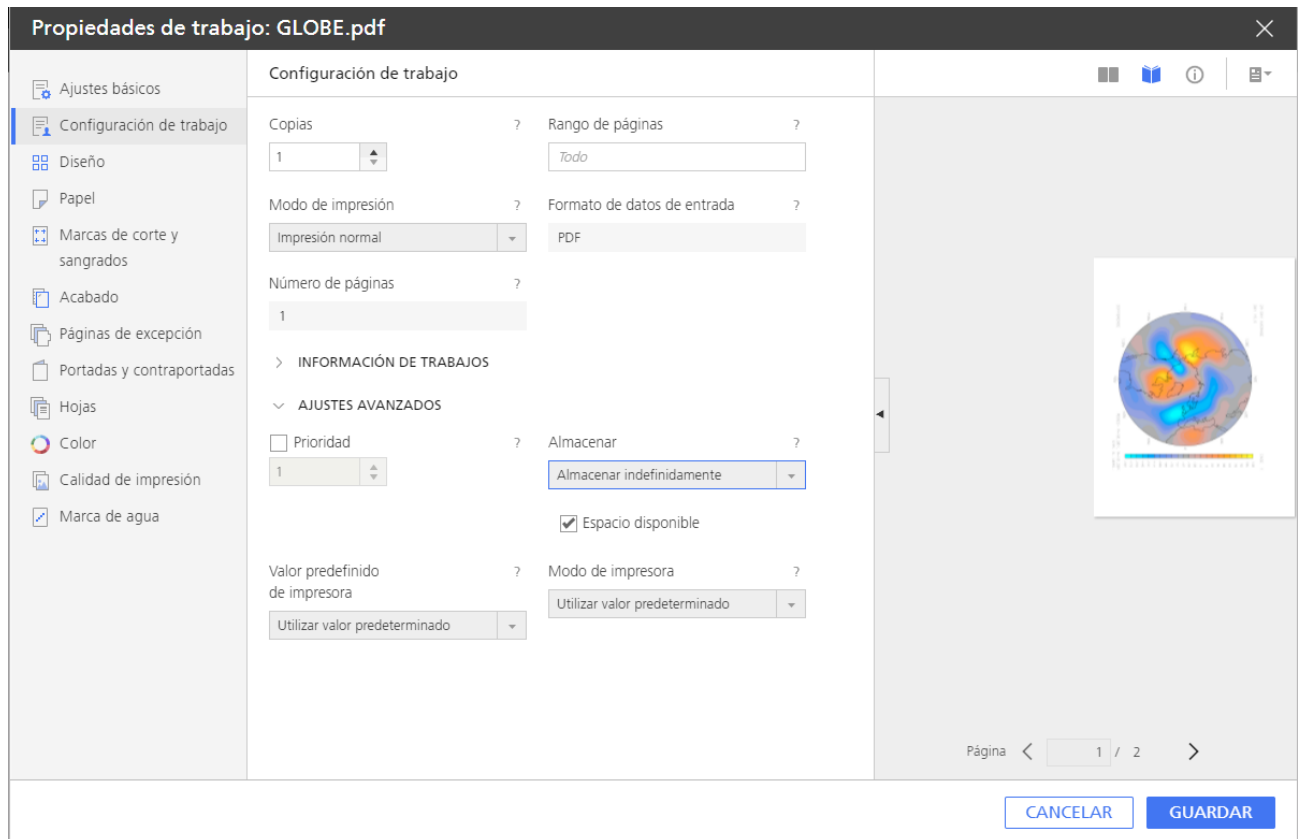 Propiedades de trabajo: GLOBE.pdf
Ajustes básicos
Configuración de trabajo
Diseño
Papel
Marcas de corte y
sangrados
Acabado
Páginas de excepción
Portadas y contraportadas
Hojas
Color
Calidad de impresión
Marca de agua
Configuración de trabajo
Copias ?
1
Rango de páginas ?
Todo
Modo de impresión ?
Impresión normal
Formato de datos de entrada ?
PDF
Número de páginas ?
1
INFORMACIÓN DE TRABAJOS
AJUSTES AVANZADOS
Prioridad ?
1
Almacenar ?
Almacenar indefinidamente
Espacio disponible
Valor predefinido ?
de impresora
Utilizar valor predeterminado
Modo de impresora ?
Utilizar valor predeterminado
Página 1 / 2
CANCELAR
GUARDAR